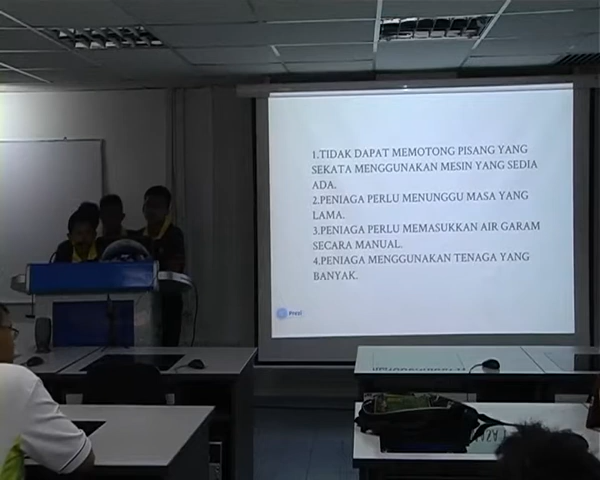 1.TIDAK DAPAT MEMOTONG PISANG YANG
SEKATA MENGGUNAKAN MESIN YANG SEDIA
ADA.
2.PENIAGA PERLU MENUNGGU MASA YANG
LAMA.
3.PENIAGA PERLU MEMASUKKAN AIR GARAM
SECARA MANUAL.
4.PENIAGA MENGGUNAKAN TENAGA YANG
BANYAK.
Prezi